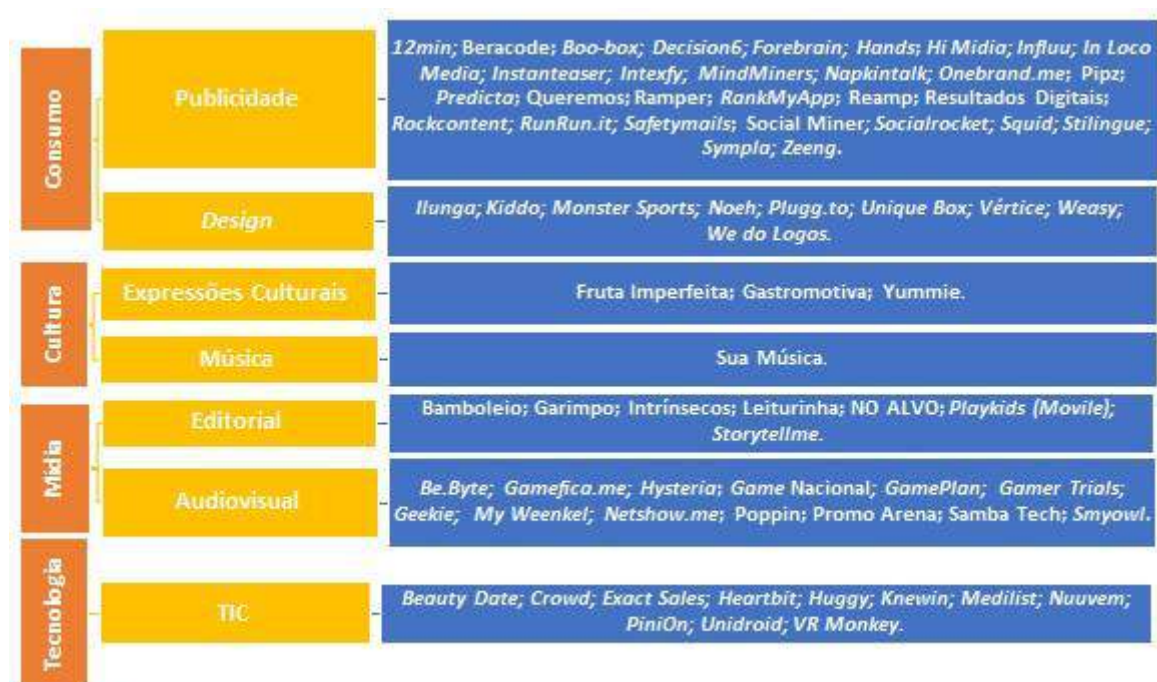 Consumo
Publicidade
12min; Beracode; Boo-box; Decision6; Forebrain; Hands; Hi Midia; Influu; In Loco
Media; Instanteaser; Intexfy; MindMiners; Napkintalk; Onebrand.me; Pipz;
Predicta; Queremos; Ramper; RankMyApp; Reamp; Resultados Digitais;
Rockcontent; RunRun.it; Safetymails; Social Miner; Socialrocket; Squid; Stilingue;
Sympla; Zeeng.
Design
Ilunga; Kiddo; Monster Sports; Noeh; Plugg.to; Unique Box; Vértice; Weasy;
We do Logos.
Cultura
Expressões Culturais
Fruta Imperfeita; Gastromotiva; Yummie.
Música
Sua Música.
Mídia
Editorial
Bamboleio; Garimpo; Intrínsecos; Leiturinha; NO ALVO; Playkids (Movile);
Storytellme.
Audiovisual
Be.Byte; Gamefica.me; Hysteria; Game Nacional; GamePlan; Gamer Trials;
Geekie; My Weenkel; Netshow.me; Poppin; Promo Arena; Samba Tech; Smyowl.
Tecnologia
TIC
Beauty Date; Crowd; Exact Sales; Heartbit; Huggy; Knewin; Medilist; Nuuvem;
PiniOn; Unidroid; VR Monkey.